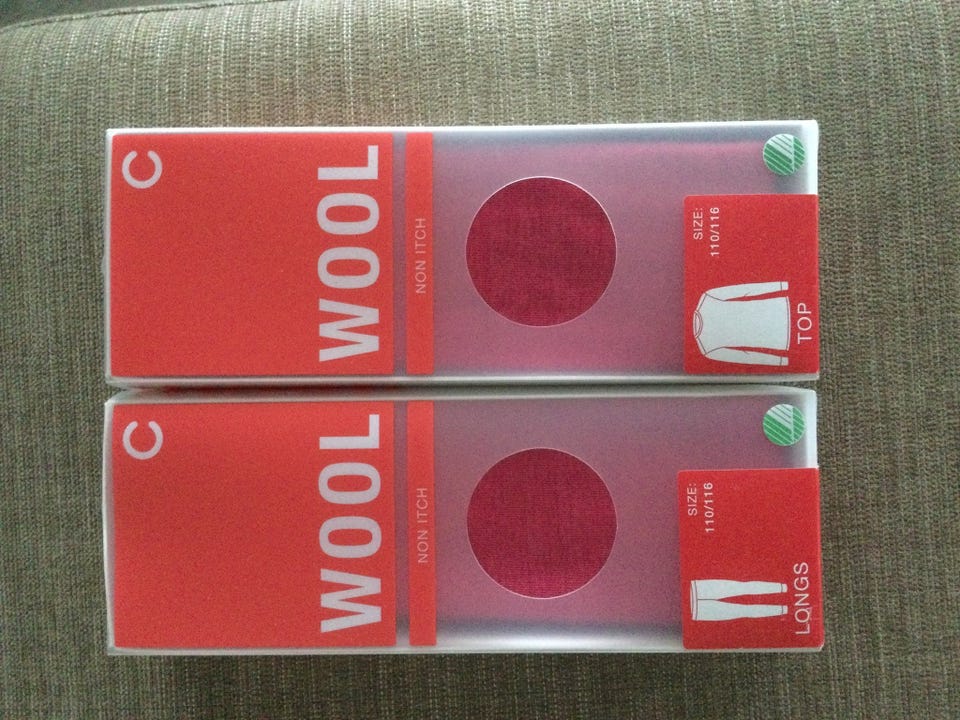 C
WOOL
NON ITCH
SIZE:
110/116
TOP
C
WOOL
NON ITCH
SIZE:
110/116
LONGS